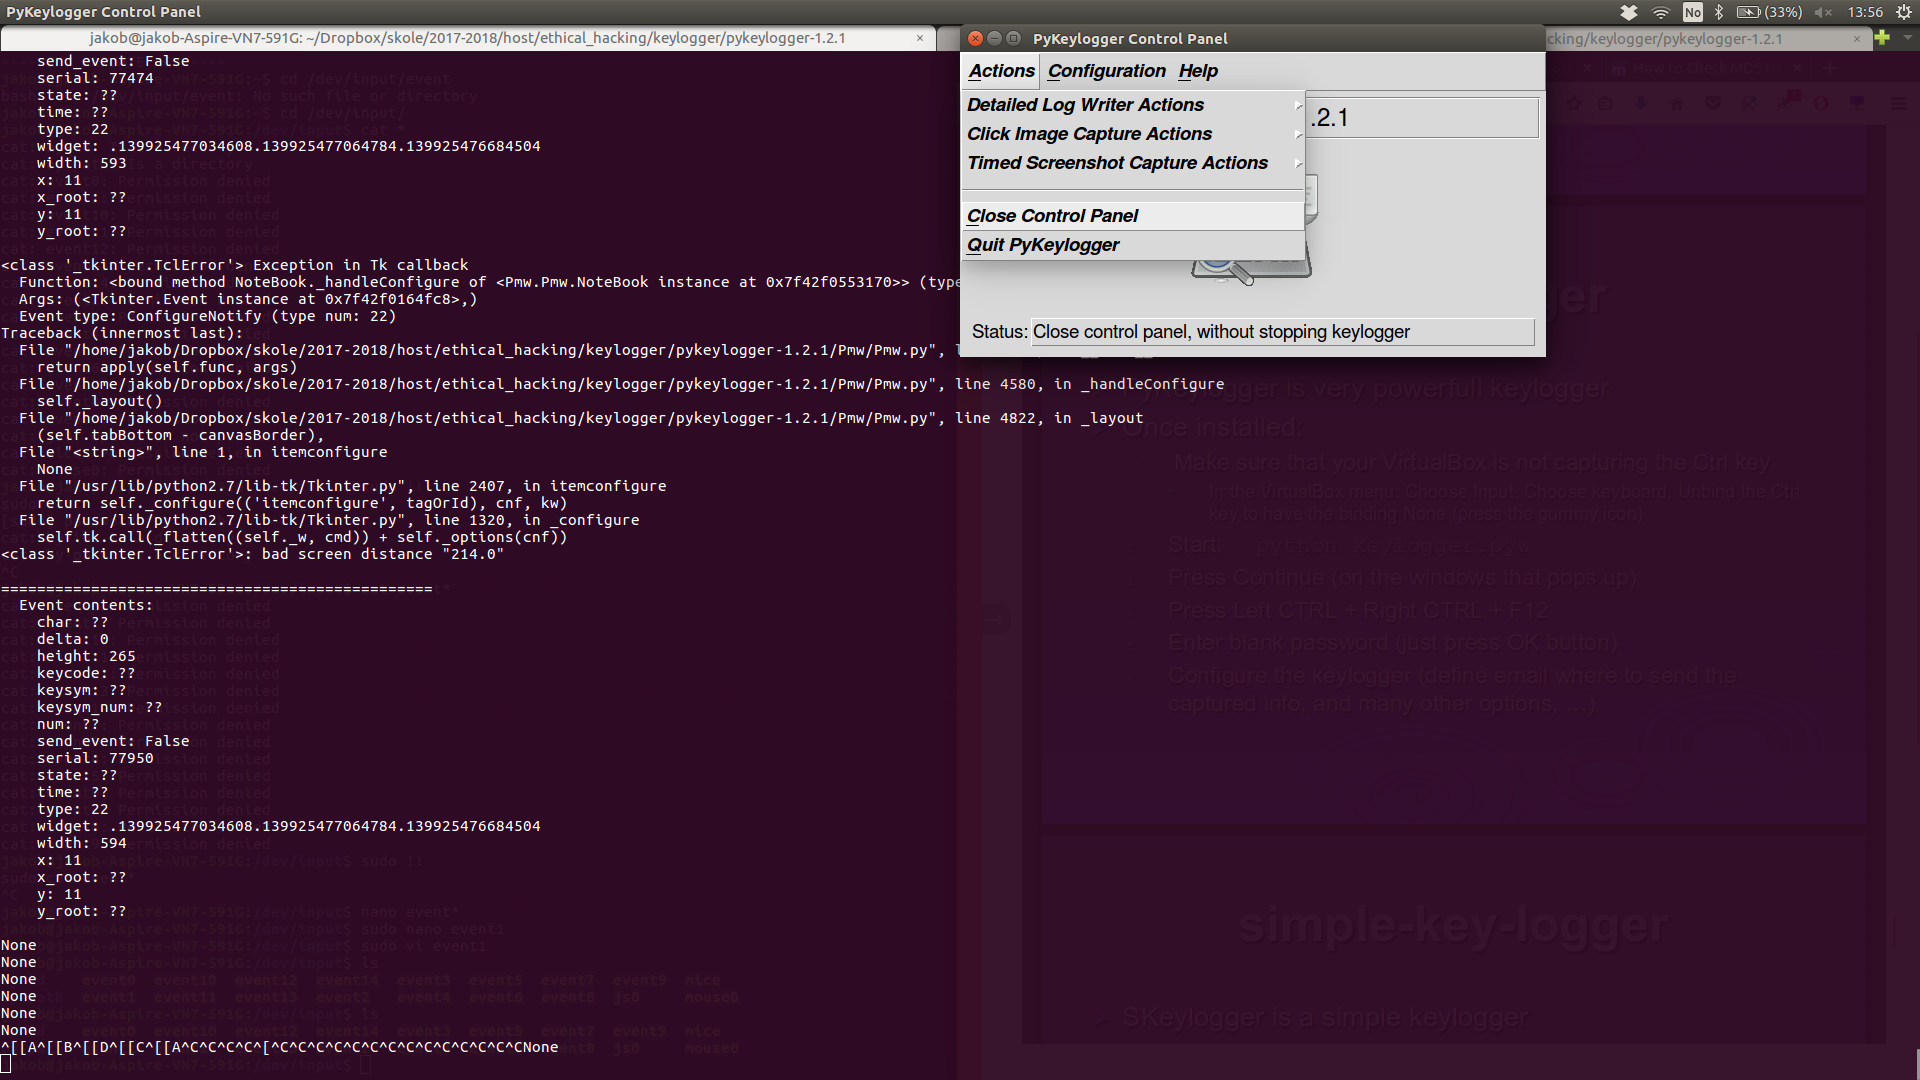 PyKeylogger Control Panel
No
(33%)
13:56
jakob@jakob-Aspire-VN7-591G: ~/Dropbox/skole/2017-2018/host/ethical_hacking/keylogger/pykeylogger-1.2.1
cking/keylogger/pykeylogger-1.2.1
PyKeylogger Control Panel
Actions Configuration Help
Detailed Log Writer Actions
Click Image Capture Actions
Timed Screenshot Capture Actions
Close Control Panel
Quit PyKeylogger
.2.1
Status: Close control panel, without stopping keylogger
send_event: False
serial: 77474
state: ??
time: ??
type: 22
widget: .139925477034608.139925477064784.139925476684504
width: 593
x: 11
x_root: ??
y: 11
y_root: ??
<class '_tkinter.TclError'> Exception in Tk callback
Function: <bound method NoteBook._handleConfigure of <Pmw.Pmw.NoteBook instance at 0x7f42f0553170>> (type
Args: (<Tkinter.Event instance at 0x7f42f0164fc8>,)
Event type: ConfigureNotify (type num: 22)
Traceback (innermost last):
File "/home/jakob/Dropbox/skole/2017-2018/host/ethical_hacking/keylogger/pykeylogger-1.2.1/Pmw/Pmw.py", l
return apply(self.func, args)
File "/home/jakob/Dropbox/skole/2017-2018/host/ethical_hacking/keylogger/pykeylogger-1.2.1/Pmw/Pmw.py", line 4580, in _handleConfigure
self._layout()
File "/home/jakob/Dropbox/skole/2017-2018/host/ethical_hacking/keylogger/pykeylogger-1.2.1/Pmw/Pmw.py", line 4822, in _layout
(self.tabBottom - canvasBorder),
File "<string>", line 1, in itemconfigure
None
File "/usr/lib/python2.7/lib-tk/Tkinter.py", line 2407, in itemconfigure
return self._configure(('itemconfigure', tagOrId), cnf, kw)
File "/usr/lib/python2.7/lib-tk/Tkinter.py", line 1320, in _configure
self.tk.call(_flatten((self._w, cmd)) + self._options(cnf))
<class '_tkinter.TclError'>: bad screen distance "214.0"
================================================
Event contents:
char: ??
delta: 0
height: 265
keycode: ??
keysym: ??
keysym_num: ??
num: ??
send_event: False
serial: 77950
state: ??
time: ??
type: 22
widget: .139925477034608.139925477064784.139925476684504
width: 594
x: 11
x_root: ??
y: 11
y_root: ??
None
None
None
None
None
None
^[[A^[[B^[[D^[[C^[[A^C^C^C^C^[^C^C^C^C^C^C^C^C^C^C^C^C^C^CNone
PyKeylogger is very powerfull keylogger
Once installed:
Make sure that your VirtualBox is not capturing the Ctrl key
In the VirtualBox menu: Choose Input, Choose keyboard, Unbind the Ctrl
key to have the binding None (press the gummy icon)
Start: python keylogger.pyw
Press Continue (on the windows that pops up)
Press Left CTRL + Right CTRL + F12
Enter blank password (just press OK button)
Configure the keylogger (define email where to send the
captured info, and many other options, ...)
simple-key-logger
SKeylogger is a simple keylogger